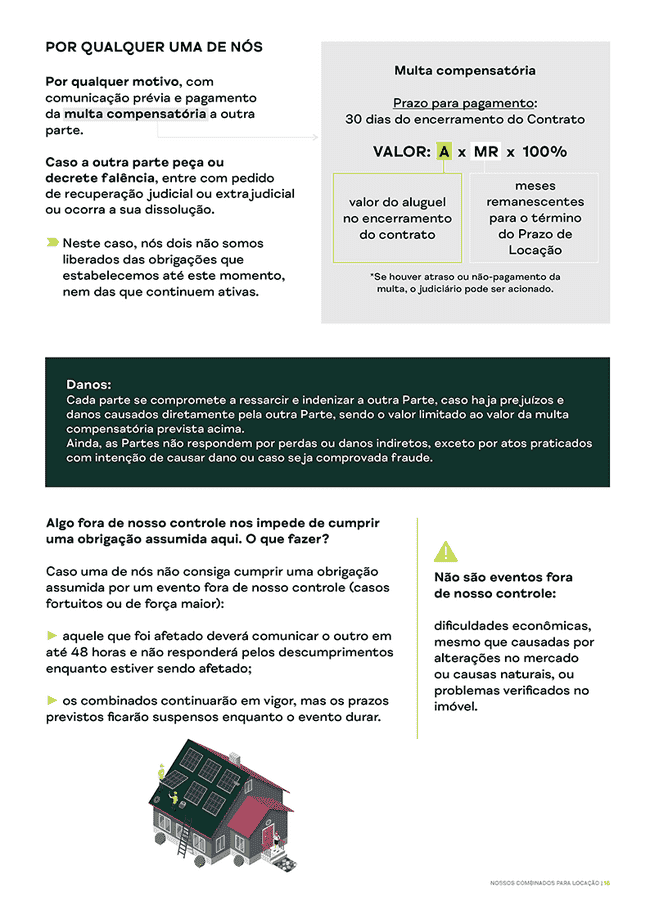 POR QUALQUER UMA DE NÓS
Por qualquer motivo, com
comunicação prévia e pagamento
da multa compensatória a outra
parte.
Caso a outra parte peça ou
decrete falência, entre com pedido
de recuperação judicial ou extrajudicial
ou ocorra a sua dissolução.
Neste caso, nós dois não somos
liberados das obrigações que
estabelecemos até este momento,
nem das que continuem ativas.
Multa compensatória
Prazo para pagamento:
30 dias do encerramento do Contrato
VALOR: A x MR x 100%
valor do aluguel
no encerramento
do contrato
meses
remanescentes
para o término
do Prazo de
Locação
*Se houver atraso ou não-pagamento da
multa, o judiciário pode ser acionado.
Danos:
Cada parte se compromete a ressarcir e indenizar a outra Parte, caso haja prejuízos e
danos causados diretamente pela outra Parte, sendo o valor limitado ao valor da multa
compensatória prevista acima.
Ainda, as Partes não respondem por perdas ou danos indiretos, exceto por atos praticados
com intenção de causar dano ou caso seja comprovada fraude.
Algo fora de nosso controle nos impede de cumprir
uma obrigação assumida aqui. O que fazer?
Caso uma de nós não consiga cumprir uma obrigação
assumida por um evento fora de nosso controle (casos
fortuitos ou de força maior):
aquele que foi afetado deverá comunicar o outro em
até 48 horas e não responderá pelos descumprimentos
enquanto estiver sendo afetado;
os combinados continuarão em vigor, mas os prazos
previstos ficarão suspensos enquanto o evento durar.
Não são eventos fora
de nosso controle:
dificuldades econômicas,
mesmo que causadas por
alterações no mercado
ou causas naturais, ou
problemas verificados no
imóvel.
NOSSOS COMBINADOS PARA LOCAÇÃO | 16